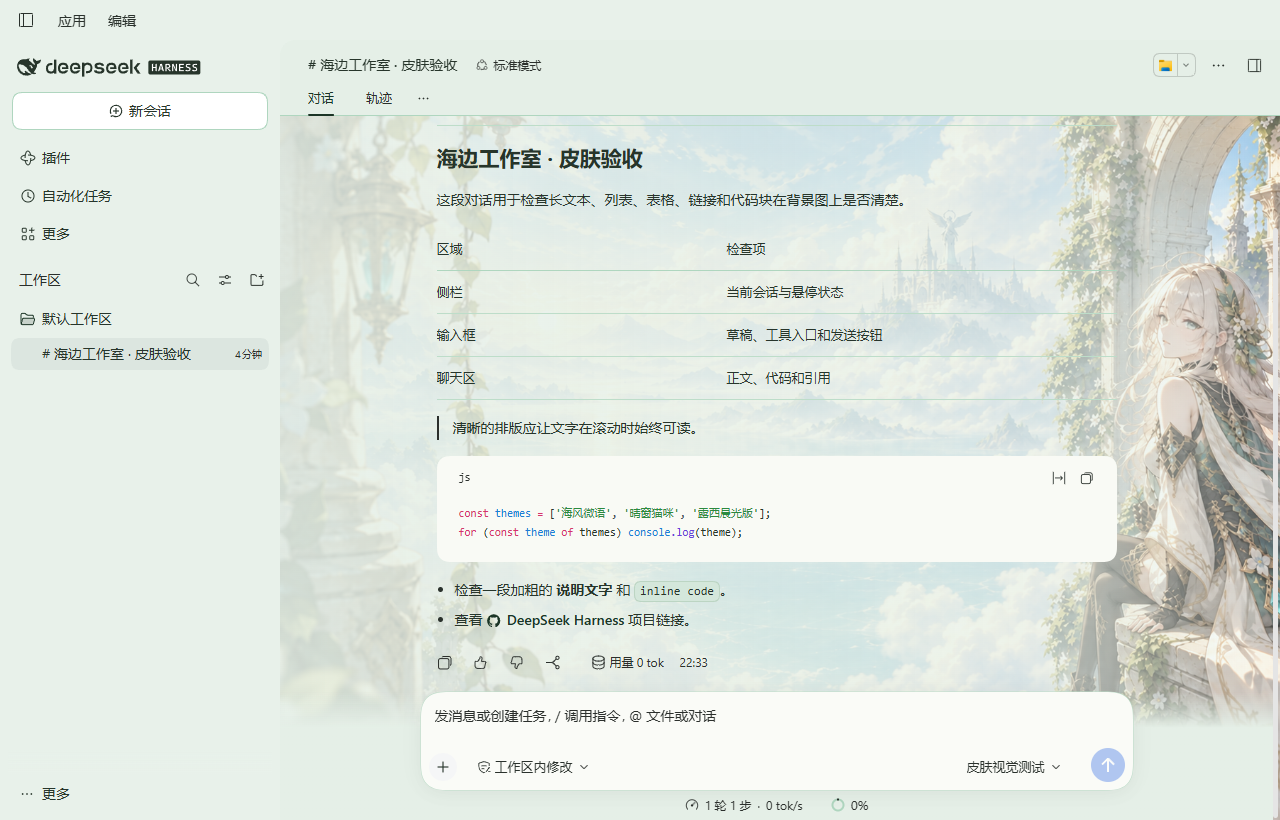 应用 编辑
deepseek HARNESS
新会话
插件
自动化任务
更多
工作区
默认工作区
# 海边工作室 · 皮肤验收 4分钟
更多
# 海边工作室 · 皮肤验收 标准模式
对话 轨迹
海边工作室 · 皮肤验收
这段对话用于检查长文本、列表、表格、链接和代码块在背景图上是否清楚。
区域 检查项
侧栏 当前会话与悬停状态
输入框 草稿、工具入口和发送按钮
聊天区 正文、代码和引用
清晰的排版应让文字在滚动时始终可读。
js
const themes = ['海风微语', '晴窗猫咪', '露西晨光版'];
for (const theme of themes) console.log(theme);
检查一段加粗的 说明文字 和 inline code 。
查看 DeepSeek Harness 项目链接。
用量 0 tok 22:33
发消息或创建任务, / 调用指令, @ 文件或对话
工作区内修改 皮肤视觉测试
1 轮 1 步 · 0 tok/s 0%